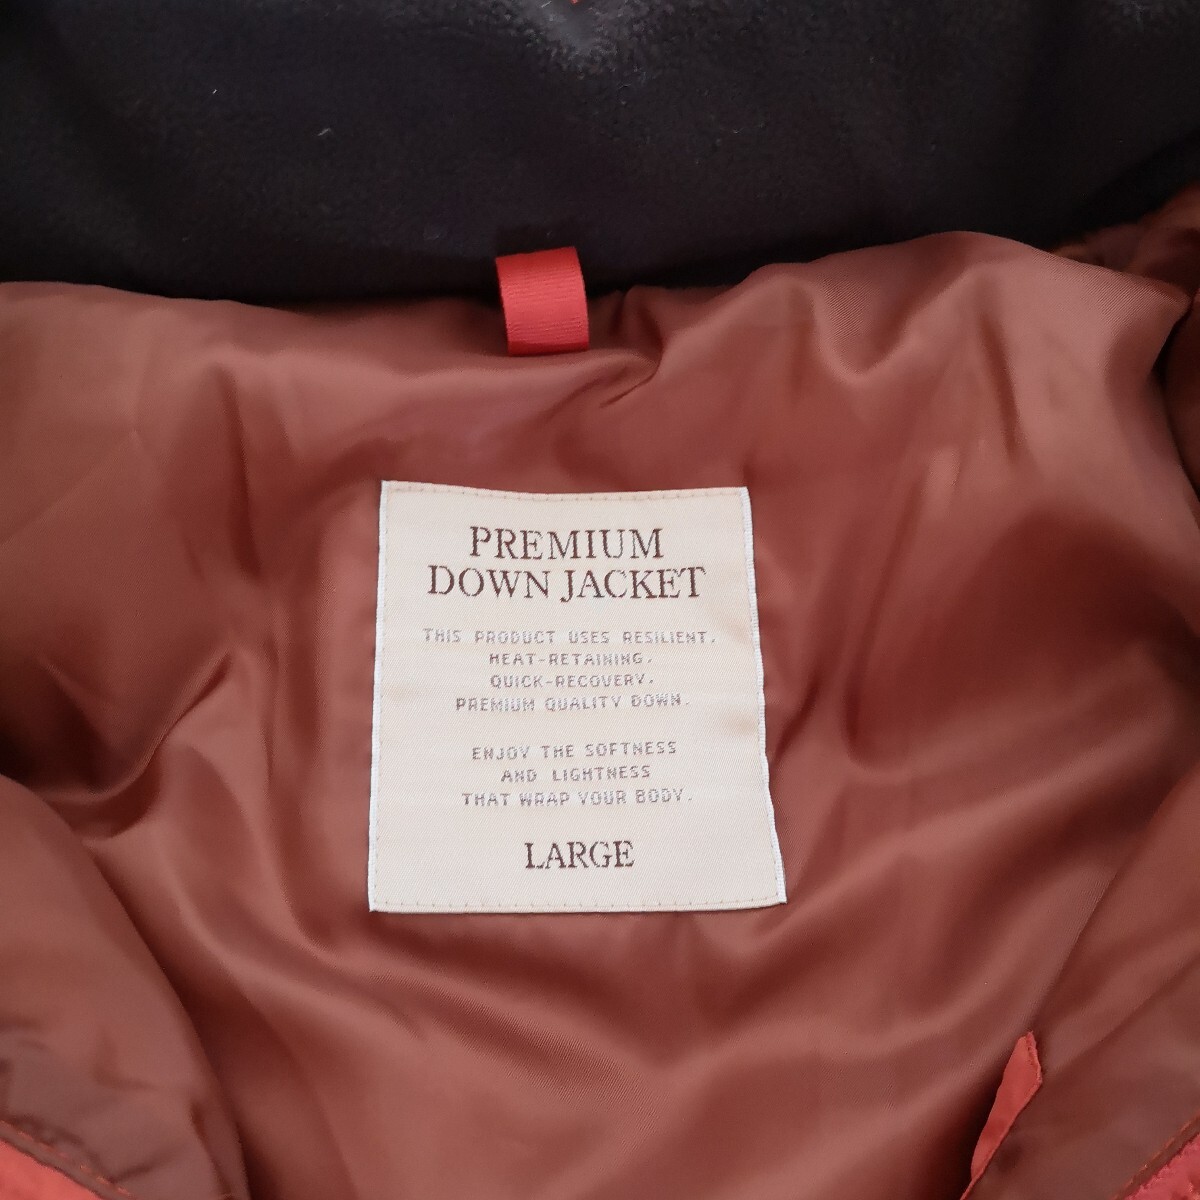 PREMIUM
DOWN JACKET
THIS PRODUCT USES RESILIENT.
HEAT-RETAINING.
QUICK-RECOVERY.
PREMIUM QUALITY DOWN.
ENJOY THE SOFTNESS
AND LIGHTNESS
THAT WRAP YOUR BODY.
LARGE